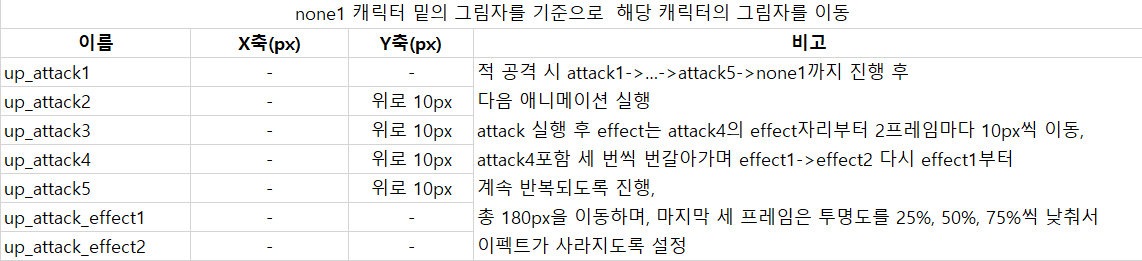 none1 캐릭터 밑의 그림자를 기준으로 해당 캐릭터의 그림자를 이동
이름 X축(px) Y축(px) 비고
up_attack1 - - 적 공격 시 attack1->...->attack5->none1까지 진행 후
up_attack2 - 위로 10px 다음 애니메이션 실행
up_attack3 - 위로 10px attack 실행 후 effect는 attack4의 effect자리부터 2프레임마다 10px씩 이동,
up_attack4 - 위로 10px attack4포함 세 번씩 번갈아가며 effect1->effect2 다시 effect1부터
up_attack5 - 위로 10px 계속 반복되도록 진행,
up_attack_effect1 - - 총 180px을 이동하며, 마지막 세 프레임은 투명도를 25%, 50%, 75%씩 낮춰서
up_attack_effect2 - - 이펙트가 사라지도록 설정